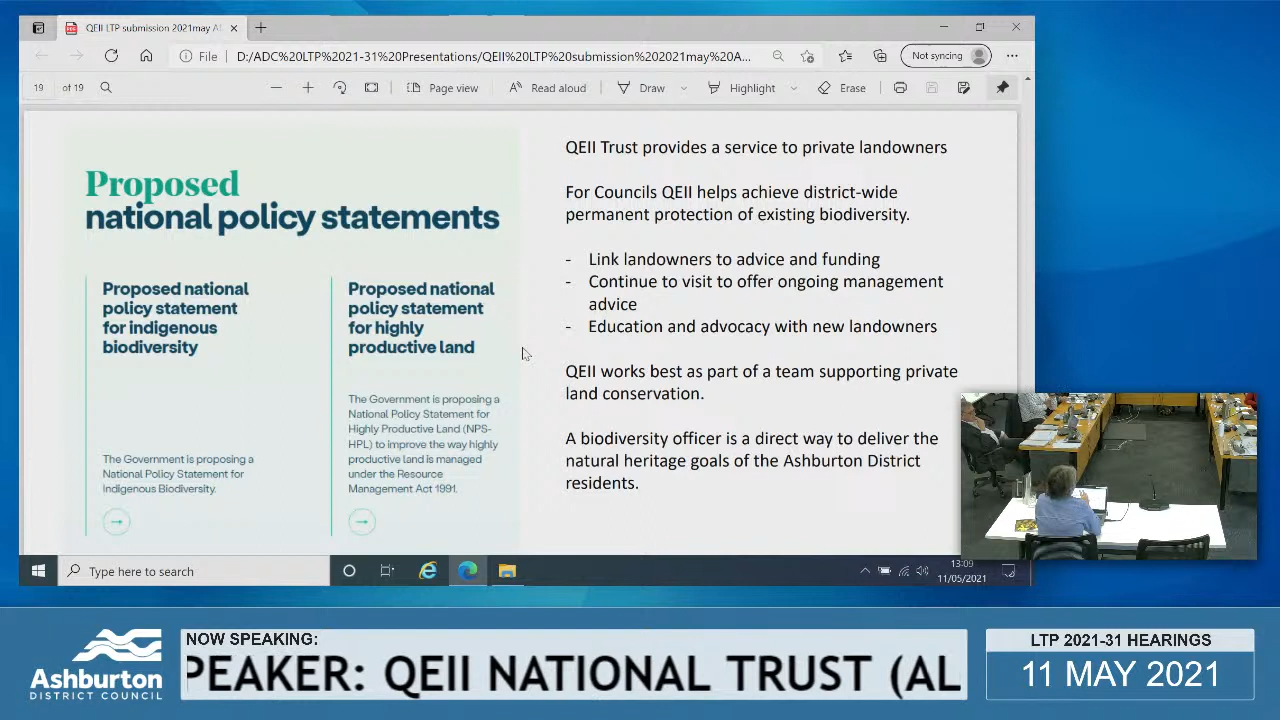 QEII LTP submission 2021may A
File
D:/ADC%20LTP%2021-31%20Presentations/QEII%20LTP%20submission%202021may%20A...
Not syncing
19 of 19
Page view
Read aloud
Draw
Highlight
Erase
Proposed
national policy statements
Proposed national
policy statement
for indigenous
biodiversity
The Government is proposing a
National Policy Statement for
Indigenous Biodiversity.
Proposed national
policy statement
for highly
productive land
The Government is proposing a
National Policy Statement for
Highly Productive Land (NPS-
HPL) to improve the way highly
productive land is managed
under the Resource
Management Act 1991.
QEII Trust provides a service to private landowners
For Councils QEII helps achieve district-wide
permanent protection of existing biodiversity.
- Link landowners to advice and funding
- Continue to visit to offer ongoing management
advice
- Education and advocacy with new landowners
QEII works best as part of a team supporting private
land conservation.
A biodiversity officer is a direct way to deliver the
natural heritage goals of the Ashburton District
residents.
Type here to search
13:09
11/05/2021
Ashburton
DISTRICT COUNCIL
NOW SPEAKING:
PEAKER: QEII NATIONAL TRUST (AL
LTP 2021-31 HEARINGS
11 MAY 2021